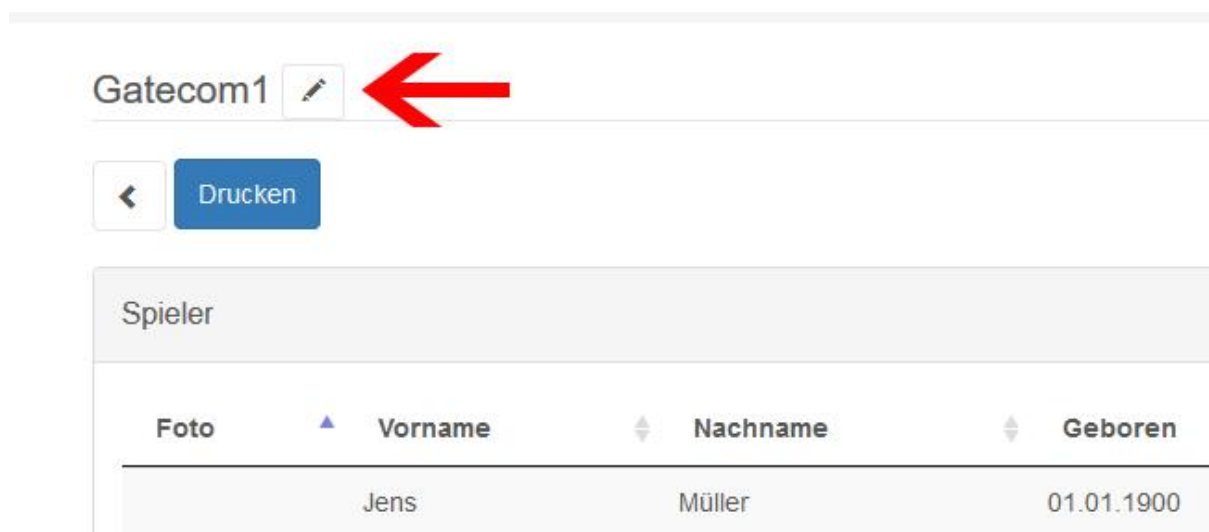 Gatecom1
Drucken
Spieler
Foto Vorname Nachname Geboren
Jens Müller 01.01.1900